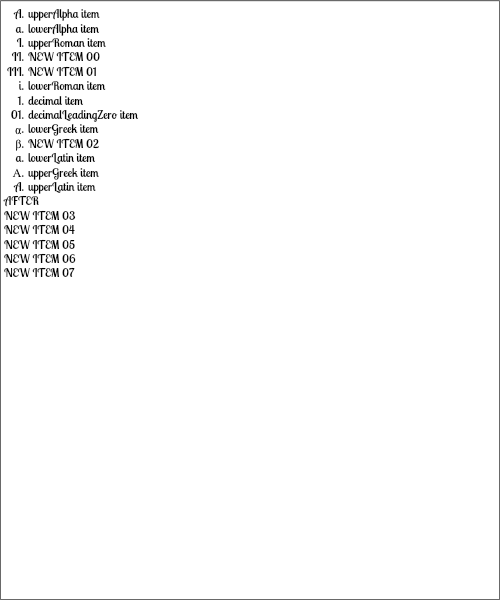 A. upperAlpha item
a. lowerAlpha item
I. upperRoman item
II. NEW ITEM 00
III. NEW ITEM 01
i. lowerRoman item
1. decimal item
01. decimalLeadingZero item
α. lowerGreek item
β. NEW ITEM 02
a. lowerLatin item
Α. upperGreek item
A. upperLatin item
AFTER
NEW ITEM 03
NEW ITEM 04
NEW ITEM 05
NEW ITEM 06
NEW ITEM 07